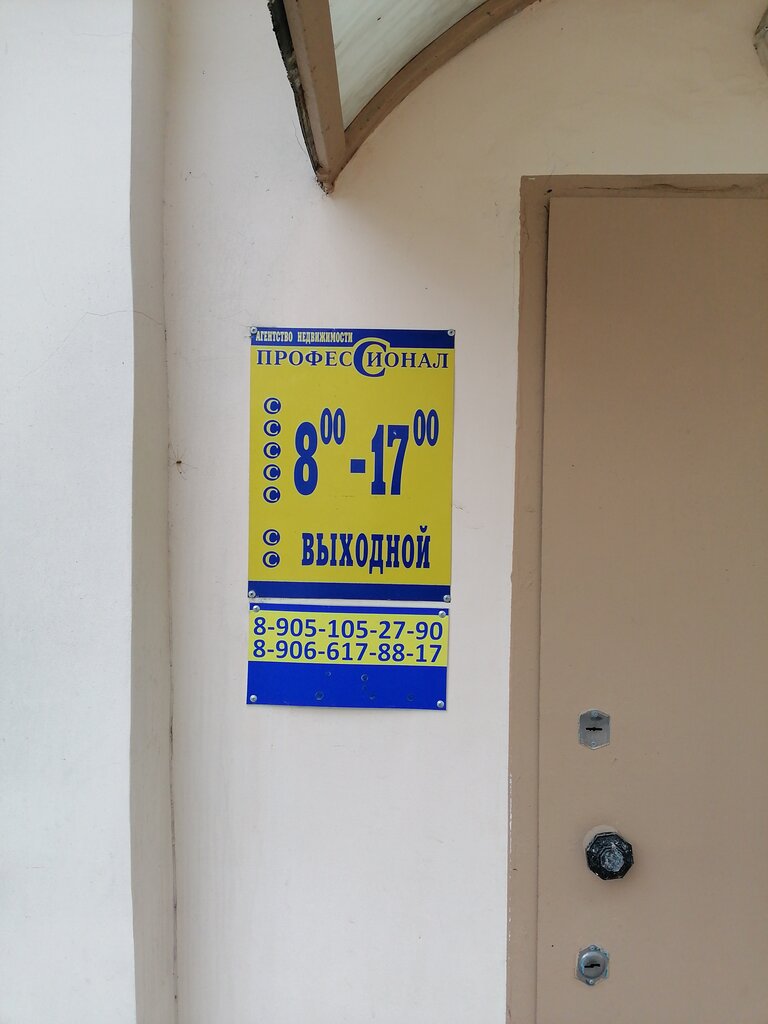 АГЕНТСТВО НЕДВИЖИМОСТИ
ПРОФЕССИОНАЛ
С
С
С 8⁰⁰-17⁰⁰
С
С
С ВЫХОДНОЙ
С
8-905-105-27-90
8-906-617-88-17